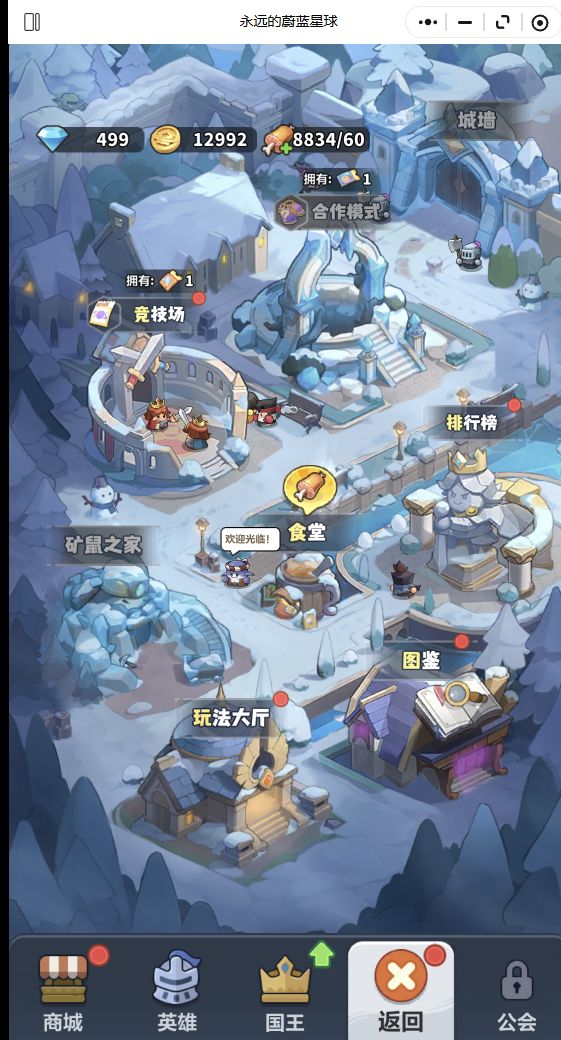 永远的蔚蓝星球
城墙
499
12992
8834/60
拥有: 1
合作模式
拥有: 1
竞技场
排行榜
食堂
欢迎光临!
矿鼠之家
图鉴
玩法大厅
商城
英雄
国王
返回
公会